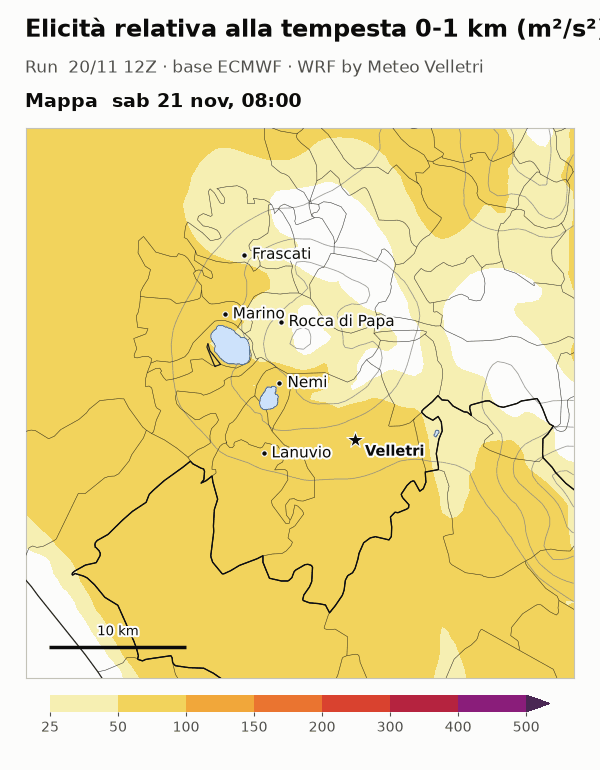 Elicità relativa alla tempesta 0-1 km (m²/s²)
Run  20/11 12Z · base ECMWF · WRF by Meteo Velletri
Mappa  sab 21 nov, 08:00
Frascati
Marino
Rocca di Papa
Nemi
Velletri
Lanuvio
10 km
25 50 100 150 200 300 400 500